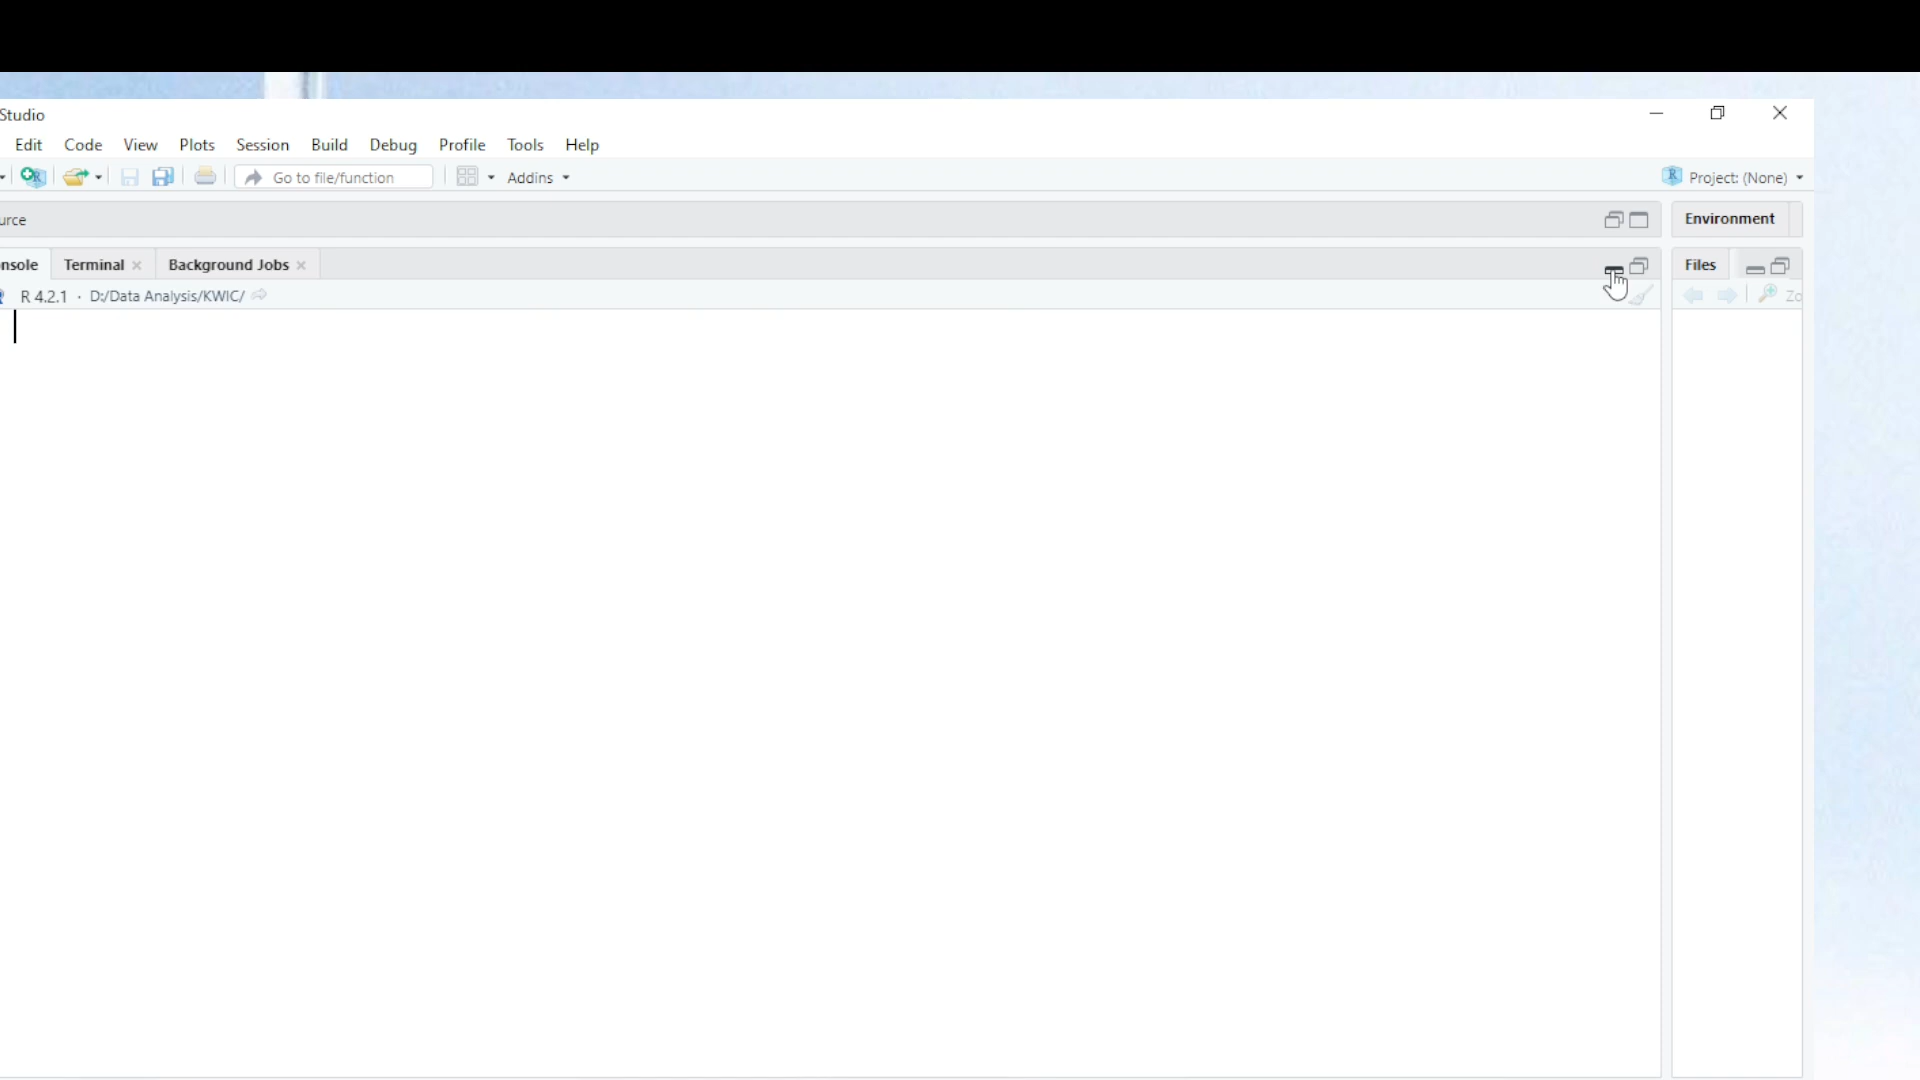 Studio
Edit Code View Plots Session Build Debug Profile Tools Help
Go to file/function Addins Project: (None)
urce Environment
nsole Terminal Background Jobs Files
R 4.2.1 · D:/Data Analysis/KWIC/ Zo